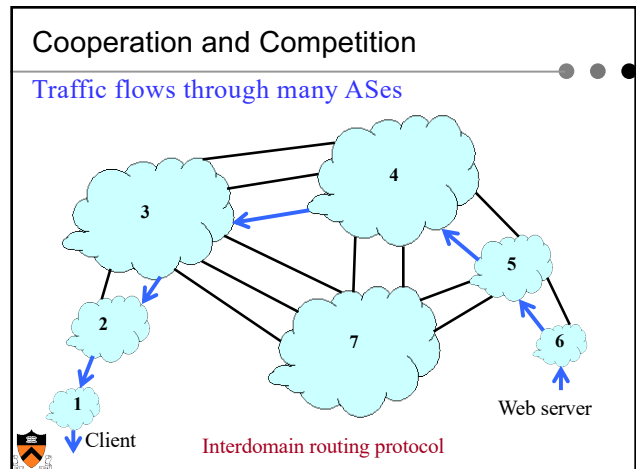 Cooperation and Competition
Traffic flows through many ASes
4
3
5
2
7
6
1
Web server
Client
Interdomain routing protocol